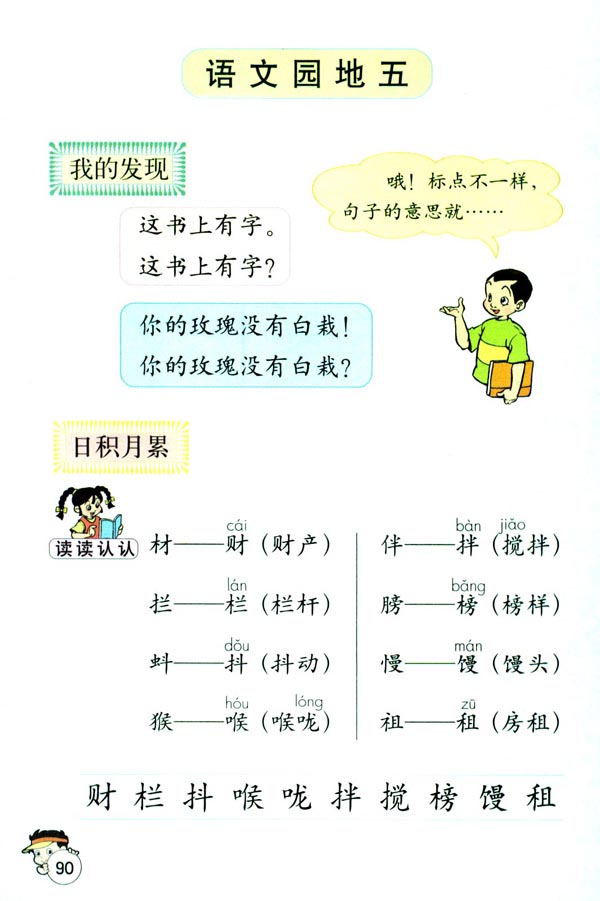 语文园地五
我的发现
哦！标点不一样，
句子的意思就……
这书上有字。
这书上有字？
你的玫瑰没有白栽！
你的玫瑰没有白栽？
日积月累
读读认认
cái
材——财（财产）
bàn jiǎo
伴——拌（搅拌）
lán
拦——栏（栏杆）
bǎng
膀——榜（榜样）
dǒu
蚪——抖（抖动）
mán
慢——馒（馒头）
hóu lóng
猴——喉（喉咙）
zū
祖——租（房租）
财 栏 抖 喉 咙 拌 搅 榜 馒 租
90